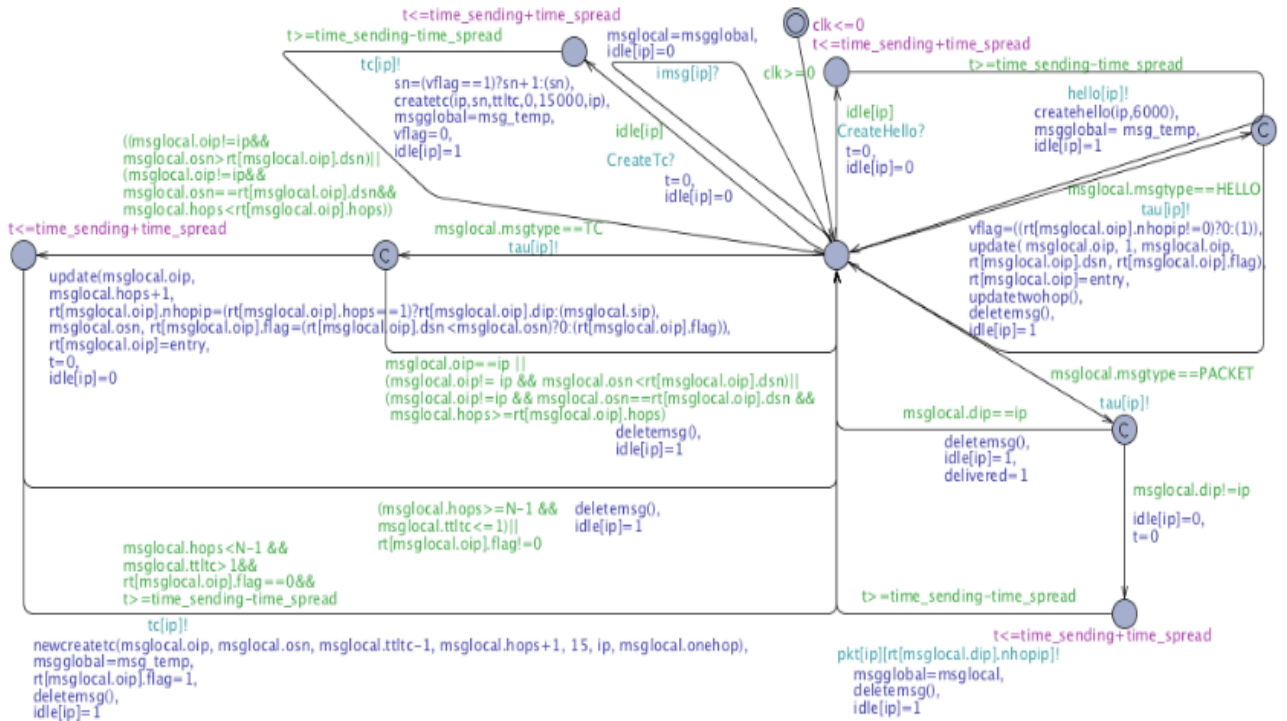 t<=time_sending+time_spread
t>=time_sending-time_spread
tc[ip]!
sn=(vflag==1)?sn+1:(sn),
createtc(ip,sn,ttltc,0,15000,ip),
msgglobal=msg_temp,
vflag=0,
idle[ip]=1
msglocal=msgglobal,
idle[ip]=0
imsg[ip]?
idle[ip]
CreateTc?
t=0,
idle[ip]=0
clk<=0
clk>=0
t<=time_sending+time_spread
t>=time_sending-time_spread
idle[ip]
CreateHello?
t=0,
idle[ip]=0
hello[ip]!
createhello(ip,6000),
msgglobal= msg_temp,
idle[ip]=1
C
((msglocal.oip!=ip&&
msglocal.osn>rt[msglocal.oip].dsn)||
(msglocal.oip!=ip&&
msglocal.osn==rt[msglocal.oip].dsn&&
msglocal.hops<rt[msglocal.oip].hops))
t<=time_sending+time_spread
C
msglocal.msgtype==TC
tau[ip]!
msglocal.msgtype==HELLO
tau[ip]!
vflag=((rt[msglocal.oip].nhopip!=0)?0:(1)),
update( msglocal.oip, 1, msglocal.oip,
rt[msglocal.oip].dsn, rt[msglocal.oip].flag),
rt[msglocal.oip]=entry,
updatetwohop(),
deletemsg(),
idle[ip]=1
update(msglocal.oip,
msglocal.hops+1,
rt[msglocal.oip].nhopip=(rt[msglocal.oip].hops==1)?rt[msglocal.oip].dip:(msglocal.sip),
msglocal.osn, rt[msglocal.oip].flag=(rt[msglocal.oip].dsn<msglocal.osn)?0:(rt[msglocal.oip].flag)),
rt[msglocal.oip]=entry,
t=0,
idle[ip]=0
msglocal.oip==ip ||
(msglocal.oip!= ip && msglocal.osn<rt[msglocal.oip].dsn)||
(msglocal.oip!=ip && msglocal.osn==rt[msglocal.oip].dsn &&
msglocal.hops>=rt[msglocal.oip].hops)
deletemsg(),
idle[ip]=1
msglocal.msgtype==PACKET
tau[ip]!
C
msglocal.dip==ip
deletemsg(),
idle[ip]=1,
delivered=1
msglocal.dip!=ip
idle[ip]=0,
t=0
(msglocal.hops>=N-1 &&
msglocal.ttltc<=1)||
rt[msglocal.oip].flag!=0
deletemsg(),
idle[ip]=1
msglocal.hops<N-1 &&
msglocal.ttltc>1&&
rt[msglocal.oip].flag==0&&
t>=time_sending-time_spread
tc[ip]!
newcreatetc(msglocal.oip, msglocal.osn, msglocal.ttltc-1, msglocal.hops+1, 15, ip, msglocal.onehop),
msgglobal=msg_temp,
rt[msglocal.oip].flag=1,
deletemsg(),
idle[ip]=1
t>=time_sending-time_spread
t<=time_sending+time_spread
pkt[ip][rt[msglocal.dip].nhopip]!
msgglobal=msglocal,
deletemsg(),
idle[ip]=1